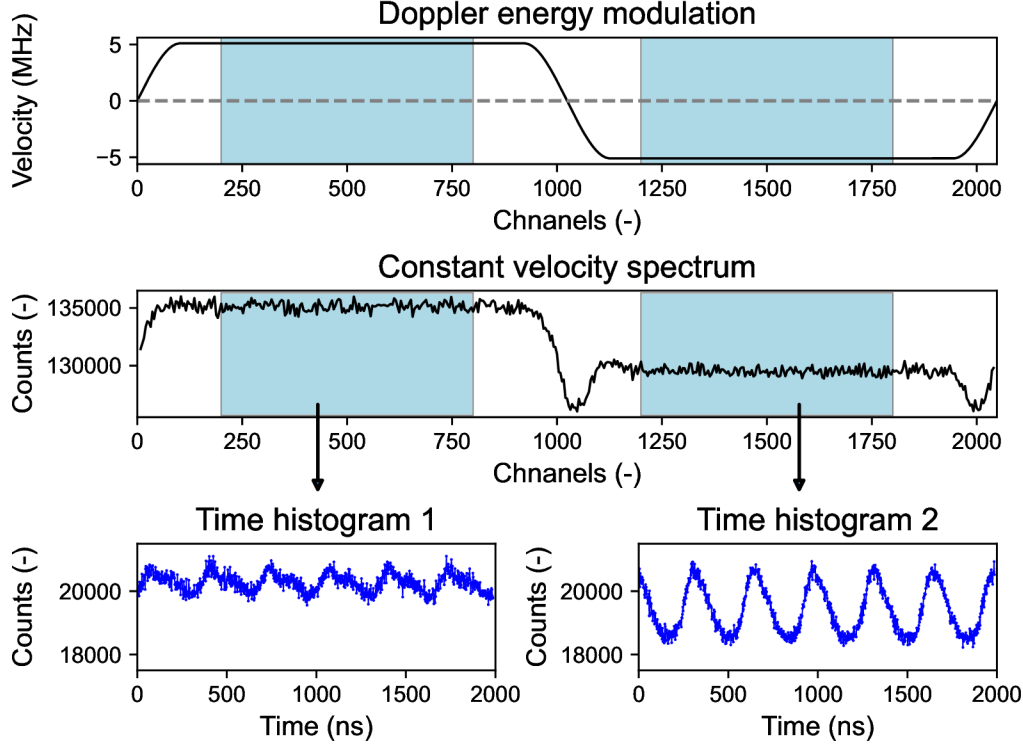 Doppler energy modulation
Velocity (MHz)
5
0
−5
0 250 500 750 1000 1250 1500 1750 2000
Chnanels (-)
Constant velocity spectrum
Counts (-)
135000
130000
0 250 500 750 1000 1250 1500 1750 2000
Chnanels (-)
Time histogram 1
Counts (-)
20000
18000
0 500 1000 1500 2000
Time (ns)
Time histogram 2
Counts (-)
20000
18000
0 500 1000 1500 2000
Time (ns)